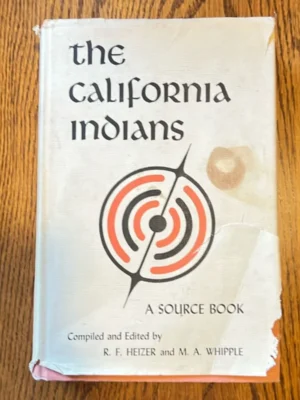 the
california
indians
A SOURCE BOOK
Compiled and Edited by
R. F. HEIZER and M. A. WHIPPLE